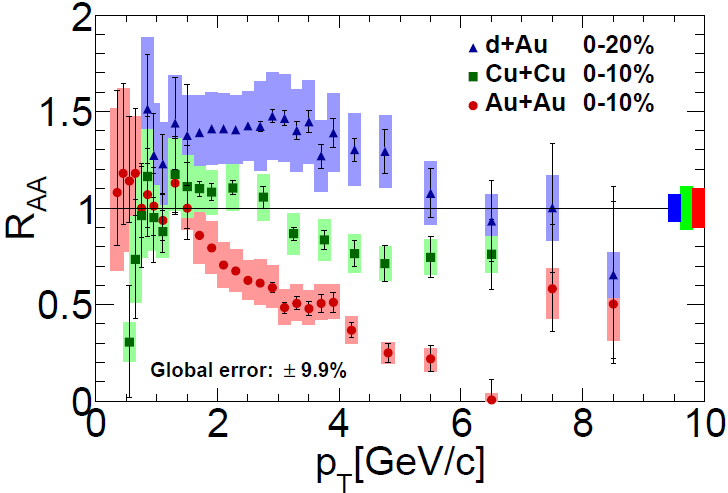 2
1.5
1
0.5
0
R_AA
d+Au 0-20%
Cu+Cu 0-10%
Au+Au 0-10%
Global error: ± 9.9%
0 2 4 6 8 10
p_T[GeV/c]